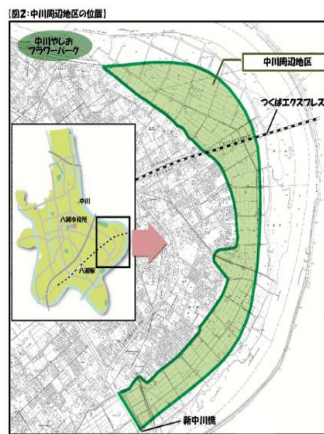 [図2:中川周辺地区の位置]
中川やしお
フラワーパーク
中川周辺地区
つくばエクスプレス
中川
八潮市役所
八潮駅
新中川橋